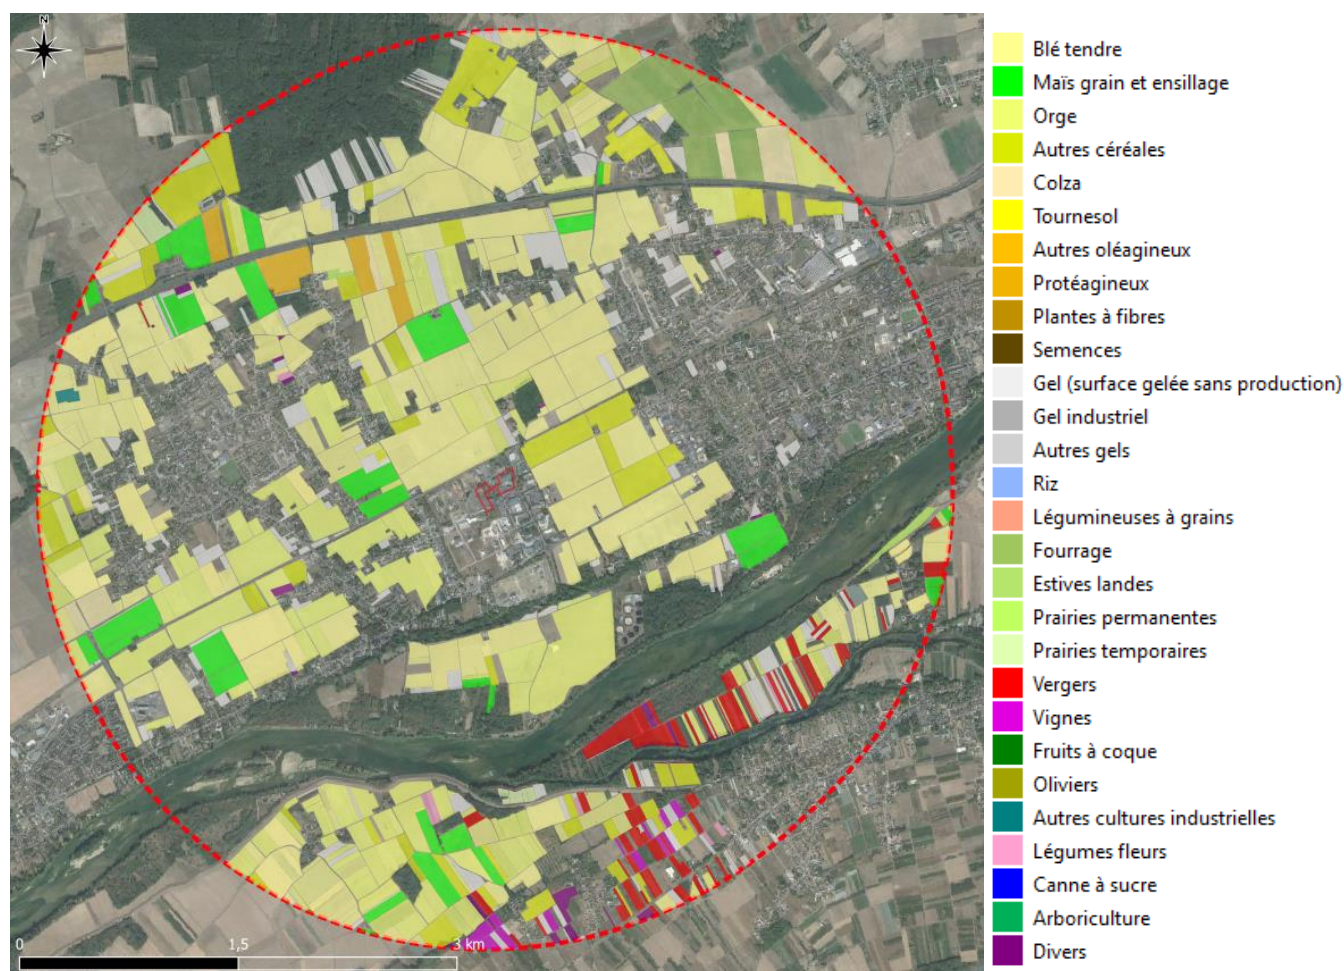 N
Blé tendre
Maïs grain et ensillage
Orge
Autres céréales
Colza
Tournesol
Autres oléagineux
Protéagineux
Plantes à fibres
Semences
Gel (surface gelée sans production)
Gel industriel
Autres gels
Riz
Légumineuses à grains
Fourrage
Estives landes
Prairies permanentes
Prairies temporaires
Vergers
Vignes
Fruits à coque
Oliviers
Autres cultures industrielles
Légumes fleurs
Canne à sucre
Arboriculture
Divers
0 1,5 3 km